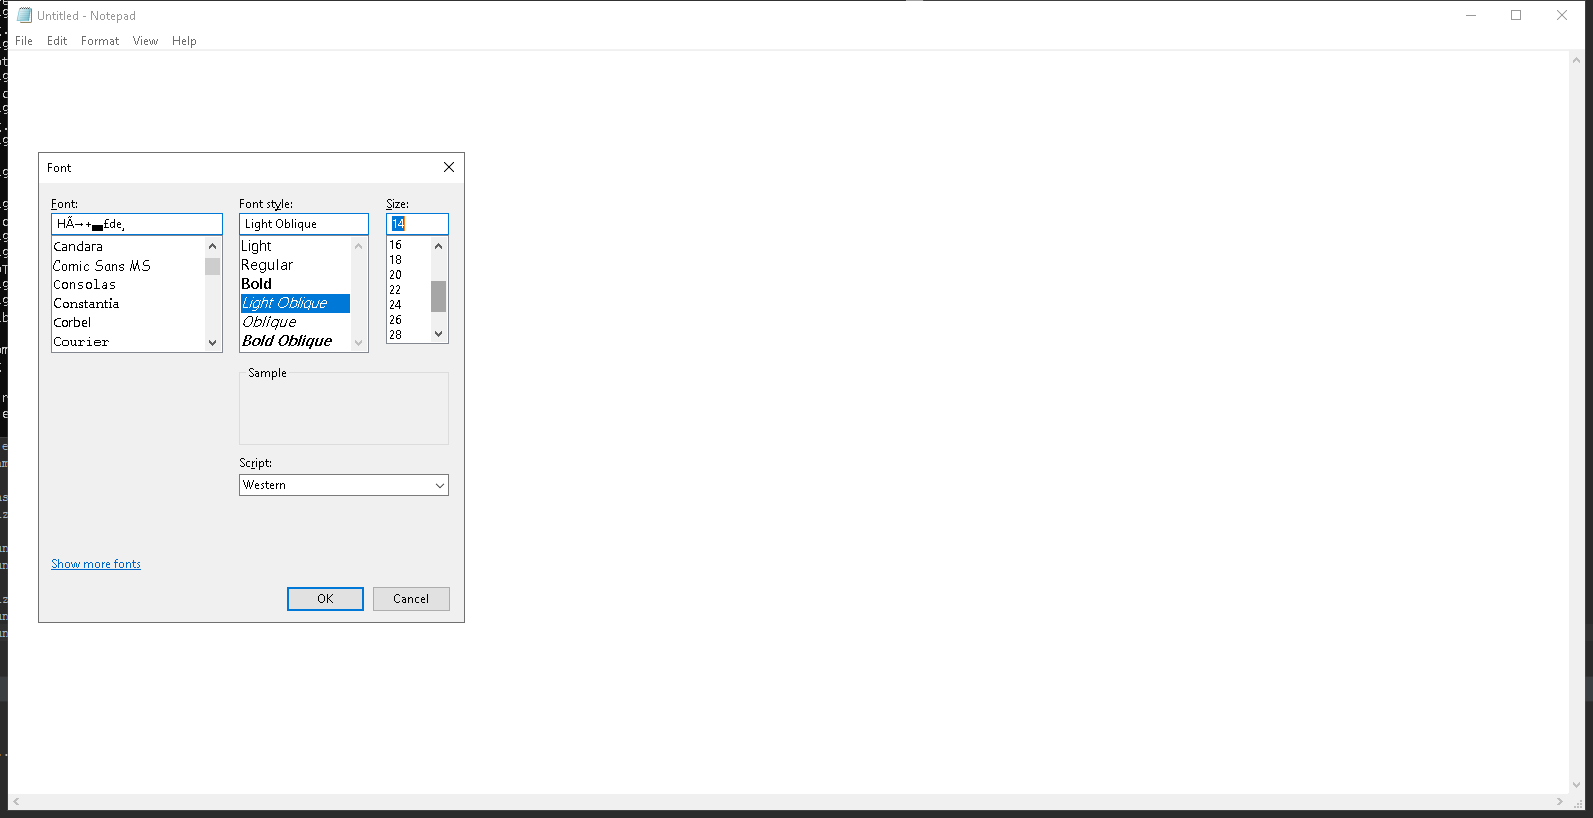 Untitled - Notepad
File Edit Format View Help
Font
Font: Font style: Size:
HÃ→+▃£de¸ Light Oblique 14
Candara
Comic Sans MS
Consolas
Constantia
Corbel
Courier
Light
Regular
Bold
Light Oblique
Oblique
Bold Oblique
16
18
20
22
24
26
28
Sample
Script:
Western
Show more fonts
OK Cancel